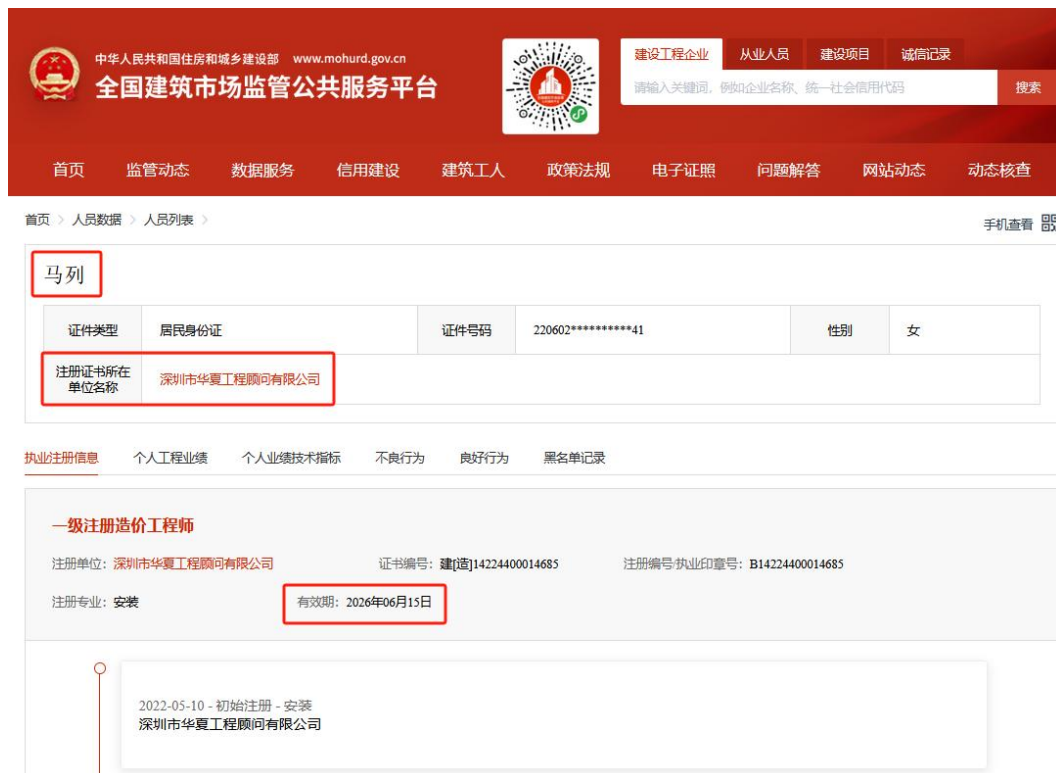 中华人民共和国住房和城乡建设部 www.mohurd.gov.cn
全国建筑市场监管公共服务平台
建设工程企业 从业人员 建设项目 诚信记录
请输入关键词，例如企业名称、统一社会信用代码 搜索
首页 监管动态 数据服务 信用建设 建筑工人 政策法规 电子证照 问题解答 网站动态 动态核查
首页 > 人员数据 > 人员列表 >
手机查看
马列
证件类型 居民身份证 证件号码 220602**********41 性别 女
注册证书所在
单位名称
深圳市华夏工程顾问有限公司
执业注册信息 个人工程业绩 个人业绩技术指标 不良行为 良好行为 黑名单记录
一级注册造价工程师
注册单位：深圳市华夏工程顾问有限公司 证书编号：建[造]14224400014685 注册编号/执业印章号：B14224400014685
注册专业：安装 有效期：2026年06月15日
2022-05-10 - 初始注册 - 安装
深圳市华夏工程顾问有限公司